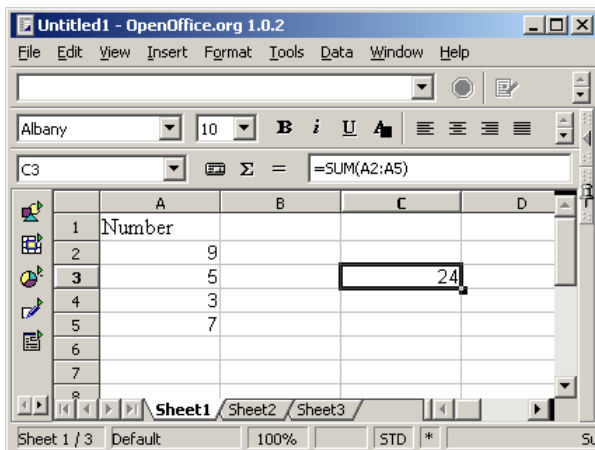 Untitled1 - OpenOffice.org 1.0.2
File Edit View Insert Format Tools Data Window Help
Albany 10 B i U A
C3 Σ = =SUM(A2:A5)
A B C D
1 Number
2 9
3 5 24
4 3
5 7
6
7
8
Sheet1 Sheet2 Sheet3
Sheet 1 / 3 Default 100% STD * Su